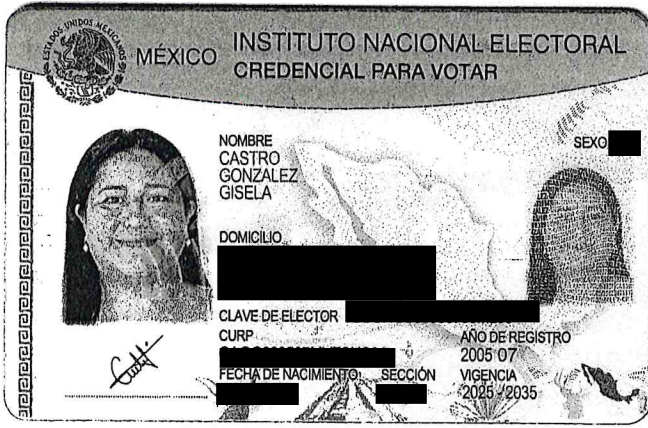 ESTADOS UNIDOS MEXICANOS
MÉXICO INSTITUTO NACIONAL ELECTORAL
CREDENCIAL PARA VOTAR
NOMBRE SEXO
CASTRO
GONZALEZ
GISELA
DOMICILIO
CLAVE DE ELECTOR
CURP AÑO DE REGISTRO
2005 07
FECHA DE NACIMIENTO SECCIÓN VIGENCIA
2025 - 2035